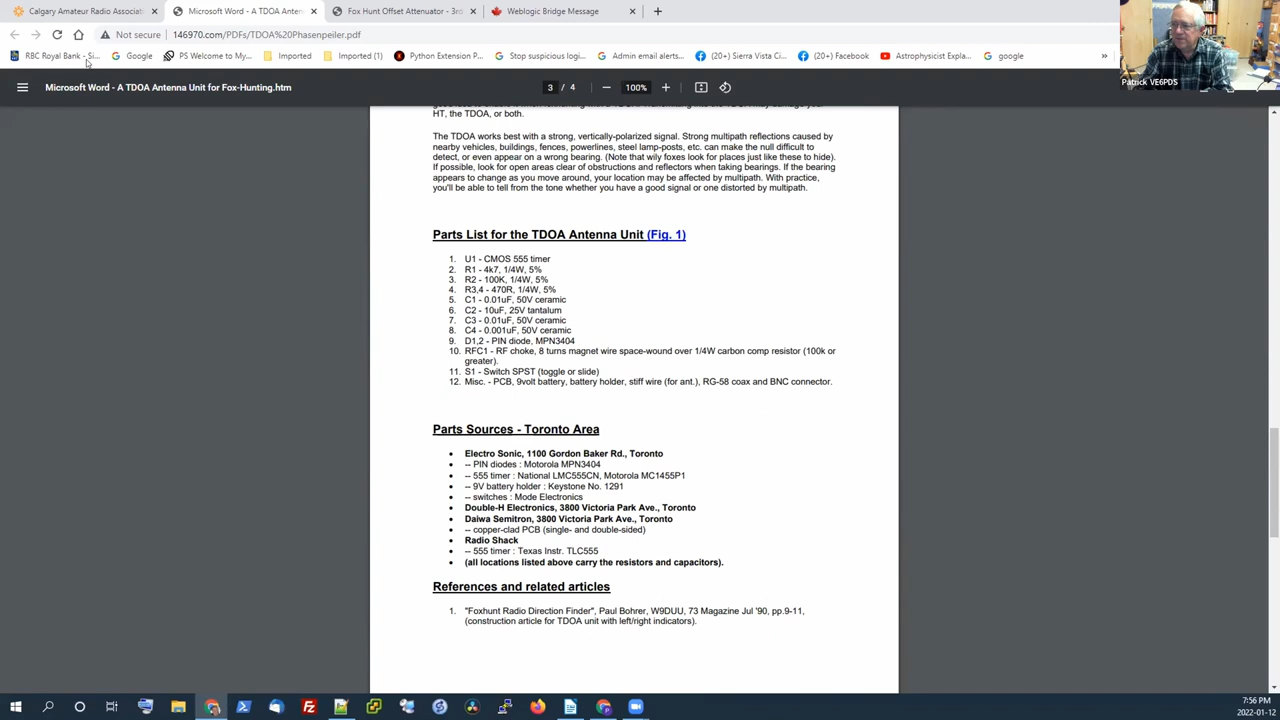 Calgary Amateur Radio Associati
Microsoft Word - A TDOA Anten
Fox Hunt Offset Attenuator - 3rd
Weblogic Bridge Message
Not secure
146970.com/PDFs/TDOA%20Phasenpeiler.pdf
RBC Royal Bank - Si...
Google
PS Welcome to My...
Imported
Imported (1)
Python Extension P...
Stop suspicious logi...
Admin email alerts...
(20+) Sierra Vista Ci...
(20+) Facebook
Astrophysicist Expla...
google
»
Patrick VE6PDS
Microsoft Word - A TDOA Antenna Unit for Fox-Hunting.htm
3 / 4
100%
HT, the TDOA, or both.
The TDOA works best with a strong, vertically-polarized signal. Strong multipath reflections caused by
nearby vehicles, buildings, fences, powerlines, steel lamp-posts, etc. can make the null difficult to
detect, or even appear on a wrong bearing. (Note that wily foxes look for places just like these to hide).
If possible, look for open areas clear of obstructions and reflectors when taking bearings. If the bearing
appears to change as you move around, your location may be affected by multipath. With practice,
you'll be able to tell from the tone whether you have a good signal or one distorted by multipath.
Parts List for the TDOA Antenna Unit (Fig. 1)
1. U1 - CMOS 555 timer
2. R1 - 4k7, 1/4W, 5%
3. R2 - 100K, 1/4W, 5%
4. R3,4 - 470R, 1/4W, 5%
5. C1 - 0.01uF, 50V ceramic
6. C2 - 10uF, 25V tantalum
7. C3 - 0.01uF, 50V ceramic
8. C4 - 0.001uF, 50V ceramic
9. D1,2 - PIN diode, MPN3404
10. RFC1 - RF choke, 8 turns magnet wire space-wound over 1/4W carbon comp resistor (100k or
greater).
11. S1 - Switch SPST (toggle or slide)
12. Misc. - PCB, 9volt battery, battery holder, stiff wire (for ant.), RG-58 coax and BNC connector.
Parts Sources - Toronto Area
• Electro Sonic, 1100 Gordon Baker Rd., Toronto
• -- PIN diodes : Motorola MPN3404
• -- 555 timer : National LMC555CN, Motorola MC1455P1
• -- 9V battery holder : Keystone No. 1291
• -- switches : Mode Electronics
• Double-H Electronics, 3800 Victoria Park Ave., Toronto
• Daiwa Semitron, 3800 Victoria Park Ave., Toronto
• -- copper-clad PCB (single- and double-sided)
• Radio Shack
• -- 555 timer : Texas Instr. TLC555
• (all locations listed above carry the resistors and capacitors).
References and related articles
1. "Foxhunt Radio Direction Finder", Paul Bohrer, W9DUU, 73 Magazine Jul '90, pp.9-11,
(construction article for TDOA unit with left/right indicators).
7:56 PM
2022-01-12